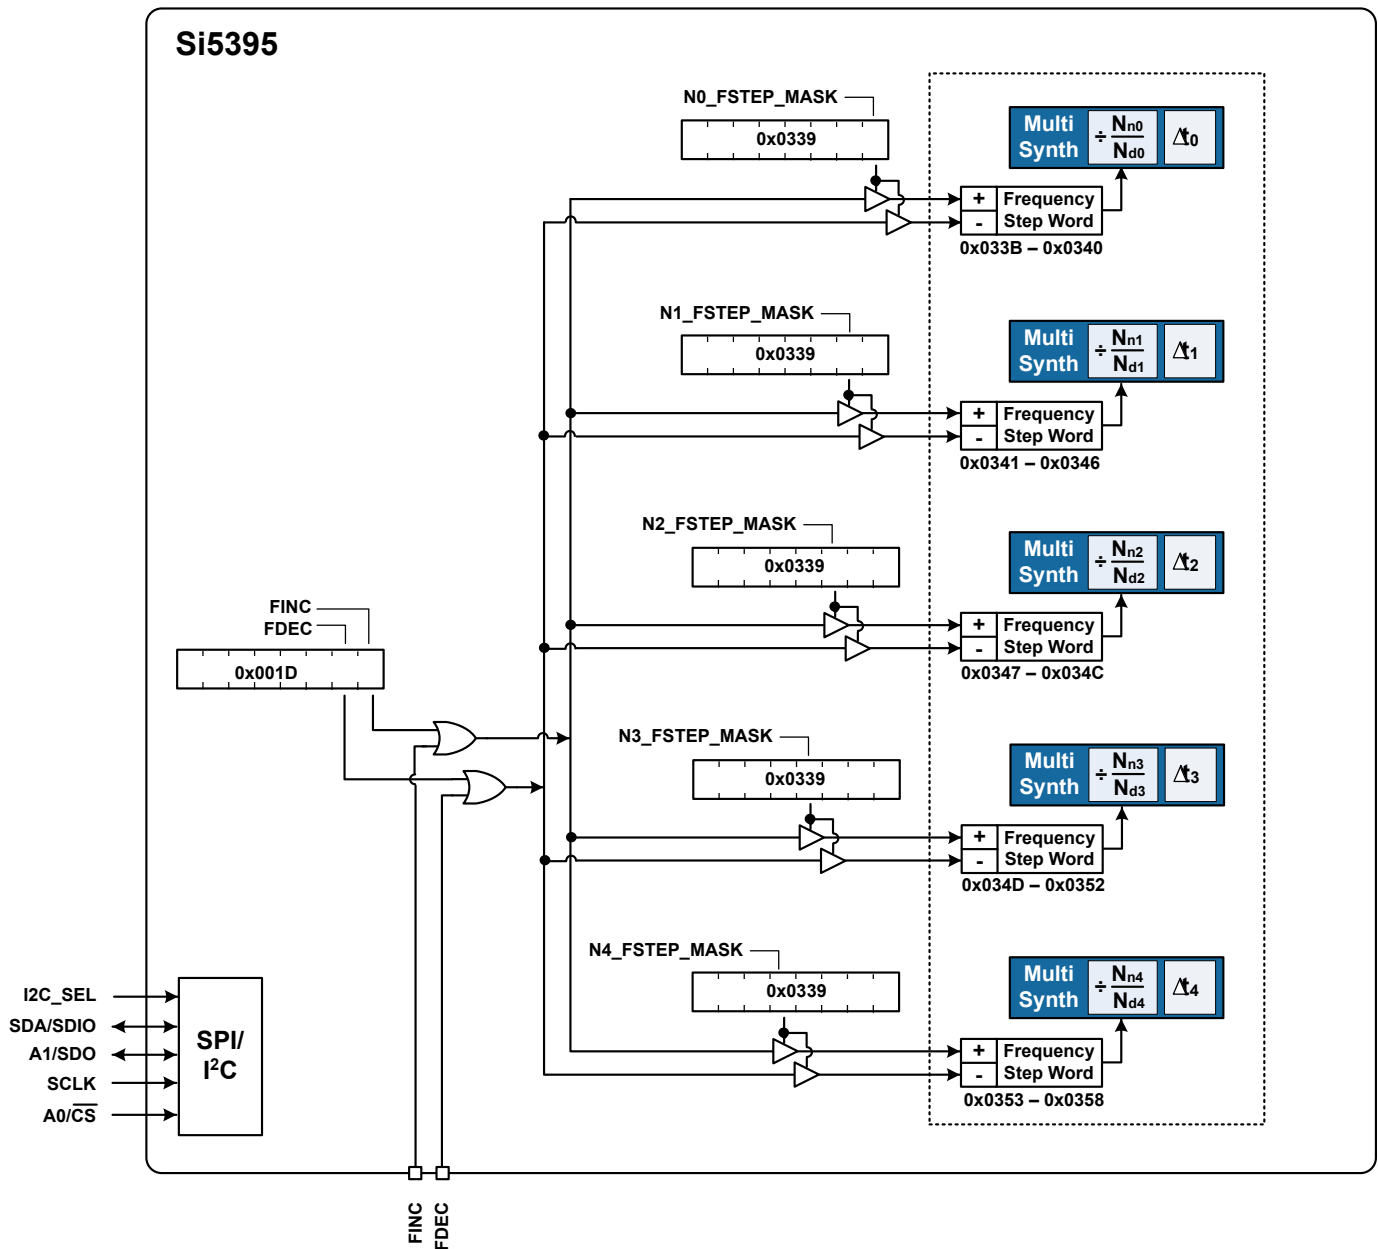 Si5395
N0_FSTEP_MASK
0x0339
Multi
Synth
÷ Nn0
Nd0
Δt0
+ Frequency
- Step Word
0x033B – 0x0340
N1_FSTEP_MASK
0x0339
Multi
Synth
÷ Nn1
Nd1
Δt1
+ Frequency
- Step Word
0x0341 – 0x0346
N2_FSTEP_MASK
0x0339
Multi
Synth
÷ Nn2
Nd2
Δt2
+ Frequency
- Step Word
0x0347 – 0x034C
FINC
FDEC
0x001D
N3_FSTEP_MASK
0x0339
Multi
Synth
÷ Nn3
Nd3
Δt3
+ Frequency
- Step Word
0x034D – 0x0352
N4_FSTEP_MASK
0x0339
Multi
Synth
÷ Nn4
Nd4
Δt4
+ Frequency
- Step Word
0x0353 – 0x0358
I2C_SEL
SDA/SDIO
A1/SDO
SCLK
A0/C̅S̅
SPI/
I²C
FINC
FDEC